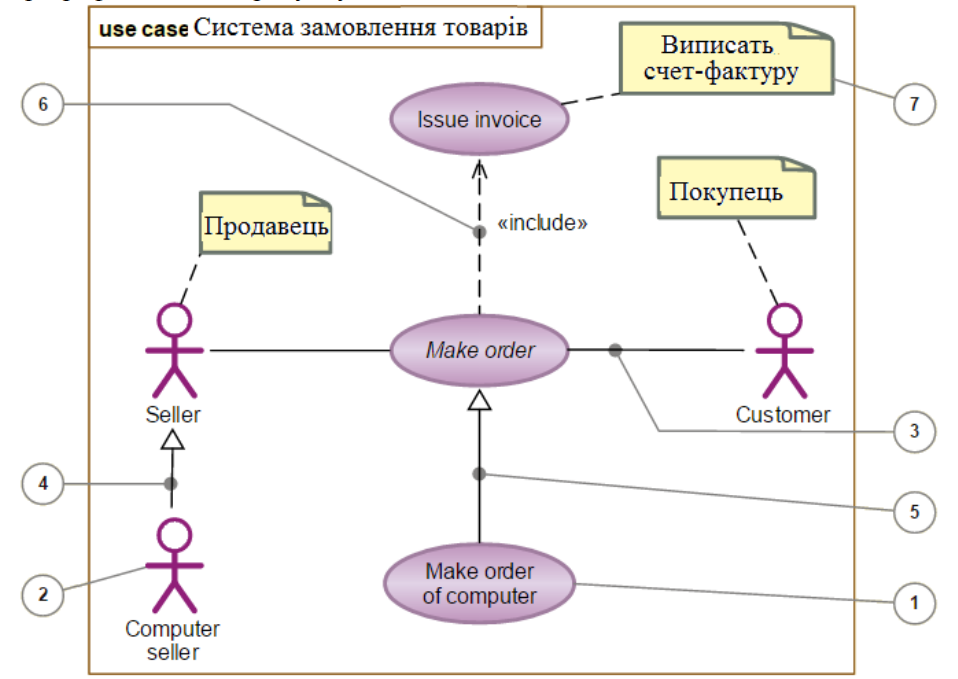 use case Система замовлення товарів
Виписать
счет-фактуру
6
7
Issue invoice
Покупець
Продавець
«include»
Make order
Seller
Customer
3
4
5
Make order
of computer
2
1
Computer
seller